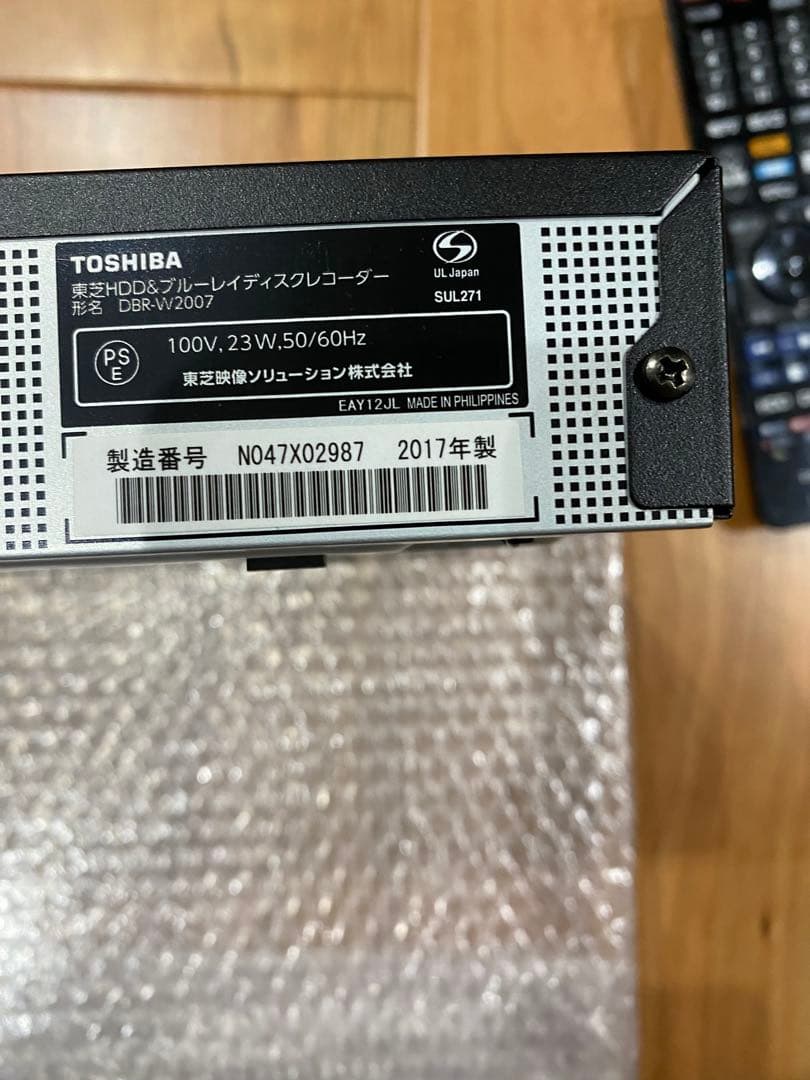 TOSHIBA
東芝HDD&ブルーレイディスクレコーダー
形名 DBR-W2007
UL Japan
SUL271
PS
E
100V, 23W, 50/60Hz
東芝映像ソリューション株式会社
EAY12JL MADE IN PHILIPPINES
製造番号 N047X02987 2017年製